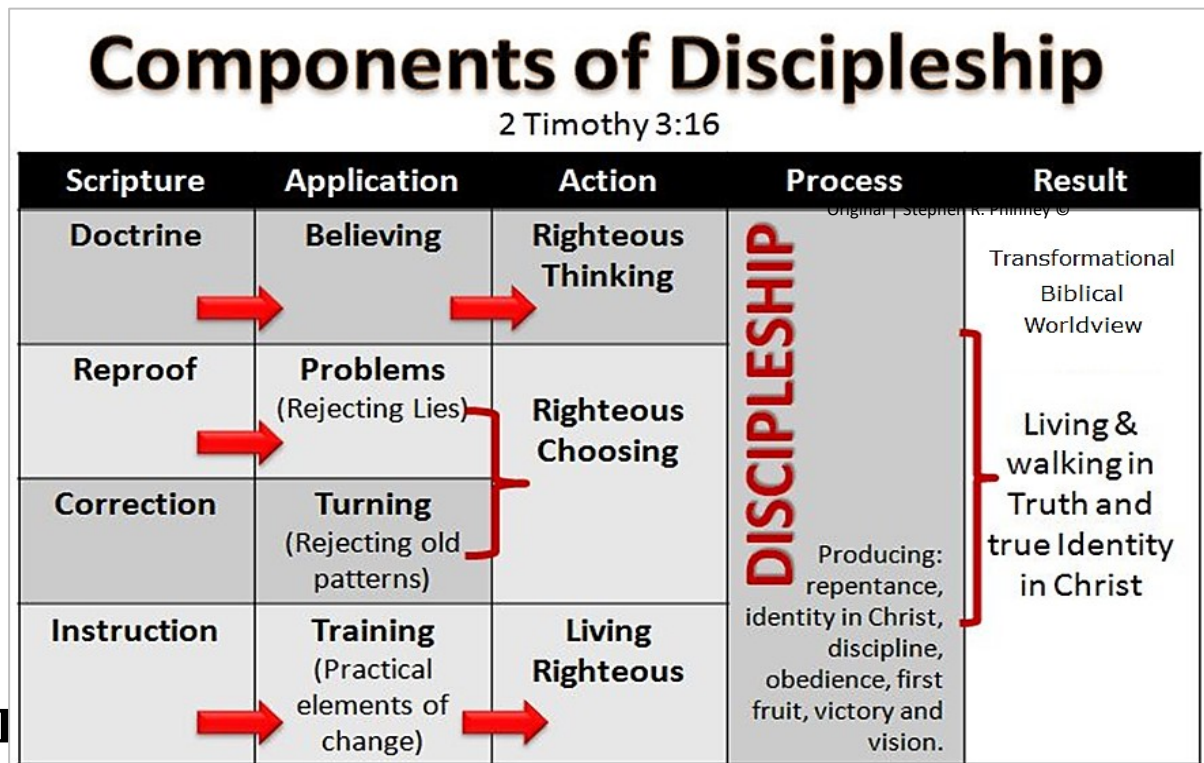 Components of Discipleship
2 Timothy 3:16
Scripture
Application
Action
Process
Result
Original | Stephen R. Phinney ©
Doctrine
Believing
Righteous
Thinking
Reproof
Problems
(Rejecting Lies)
Righteous
Choosing
Correction
Turning
(Rejecting old
patterns)
Instruction
Training
(Practical
elements of
change)
Living
Righteous
DISCIPLESHIP
Producing:
repentance,
identity in Christ,
discipline,
obedience, first
fruit, victory and
vision.
Transformational
Biblical
Worldview
Living &
walking in
Truth and
true Identity
in Christ